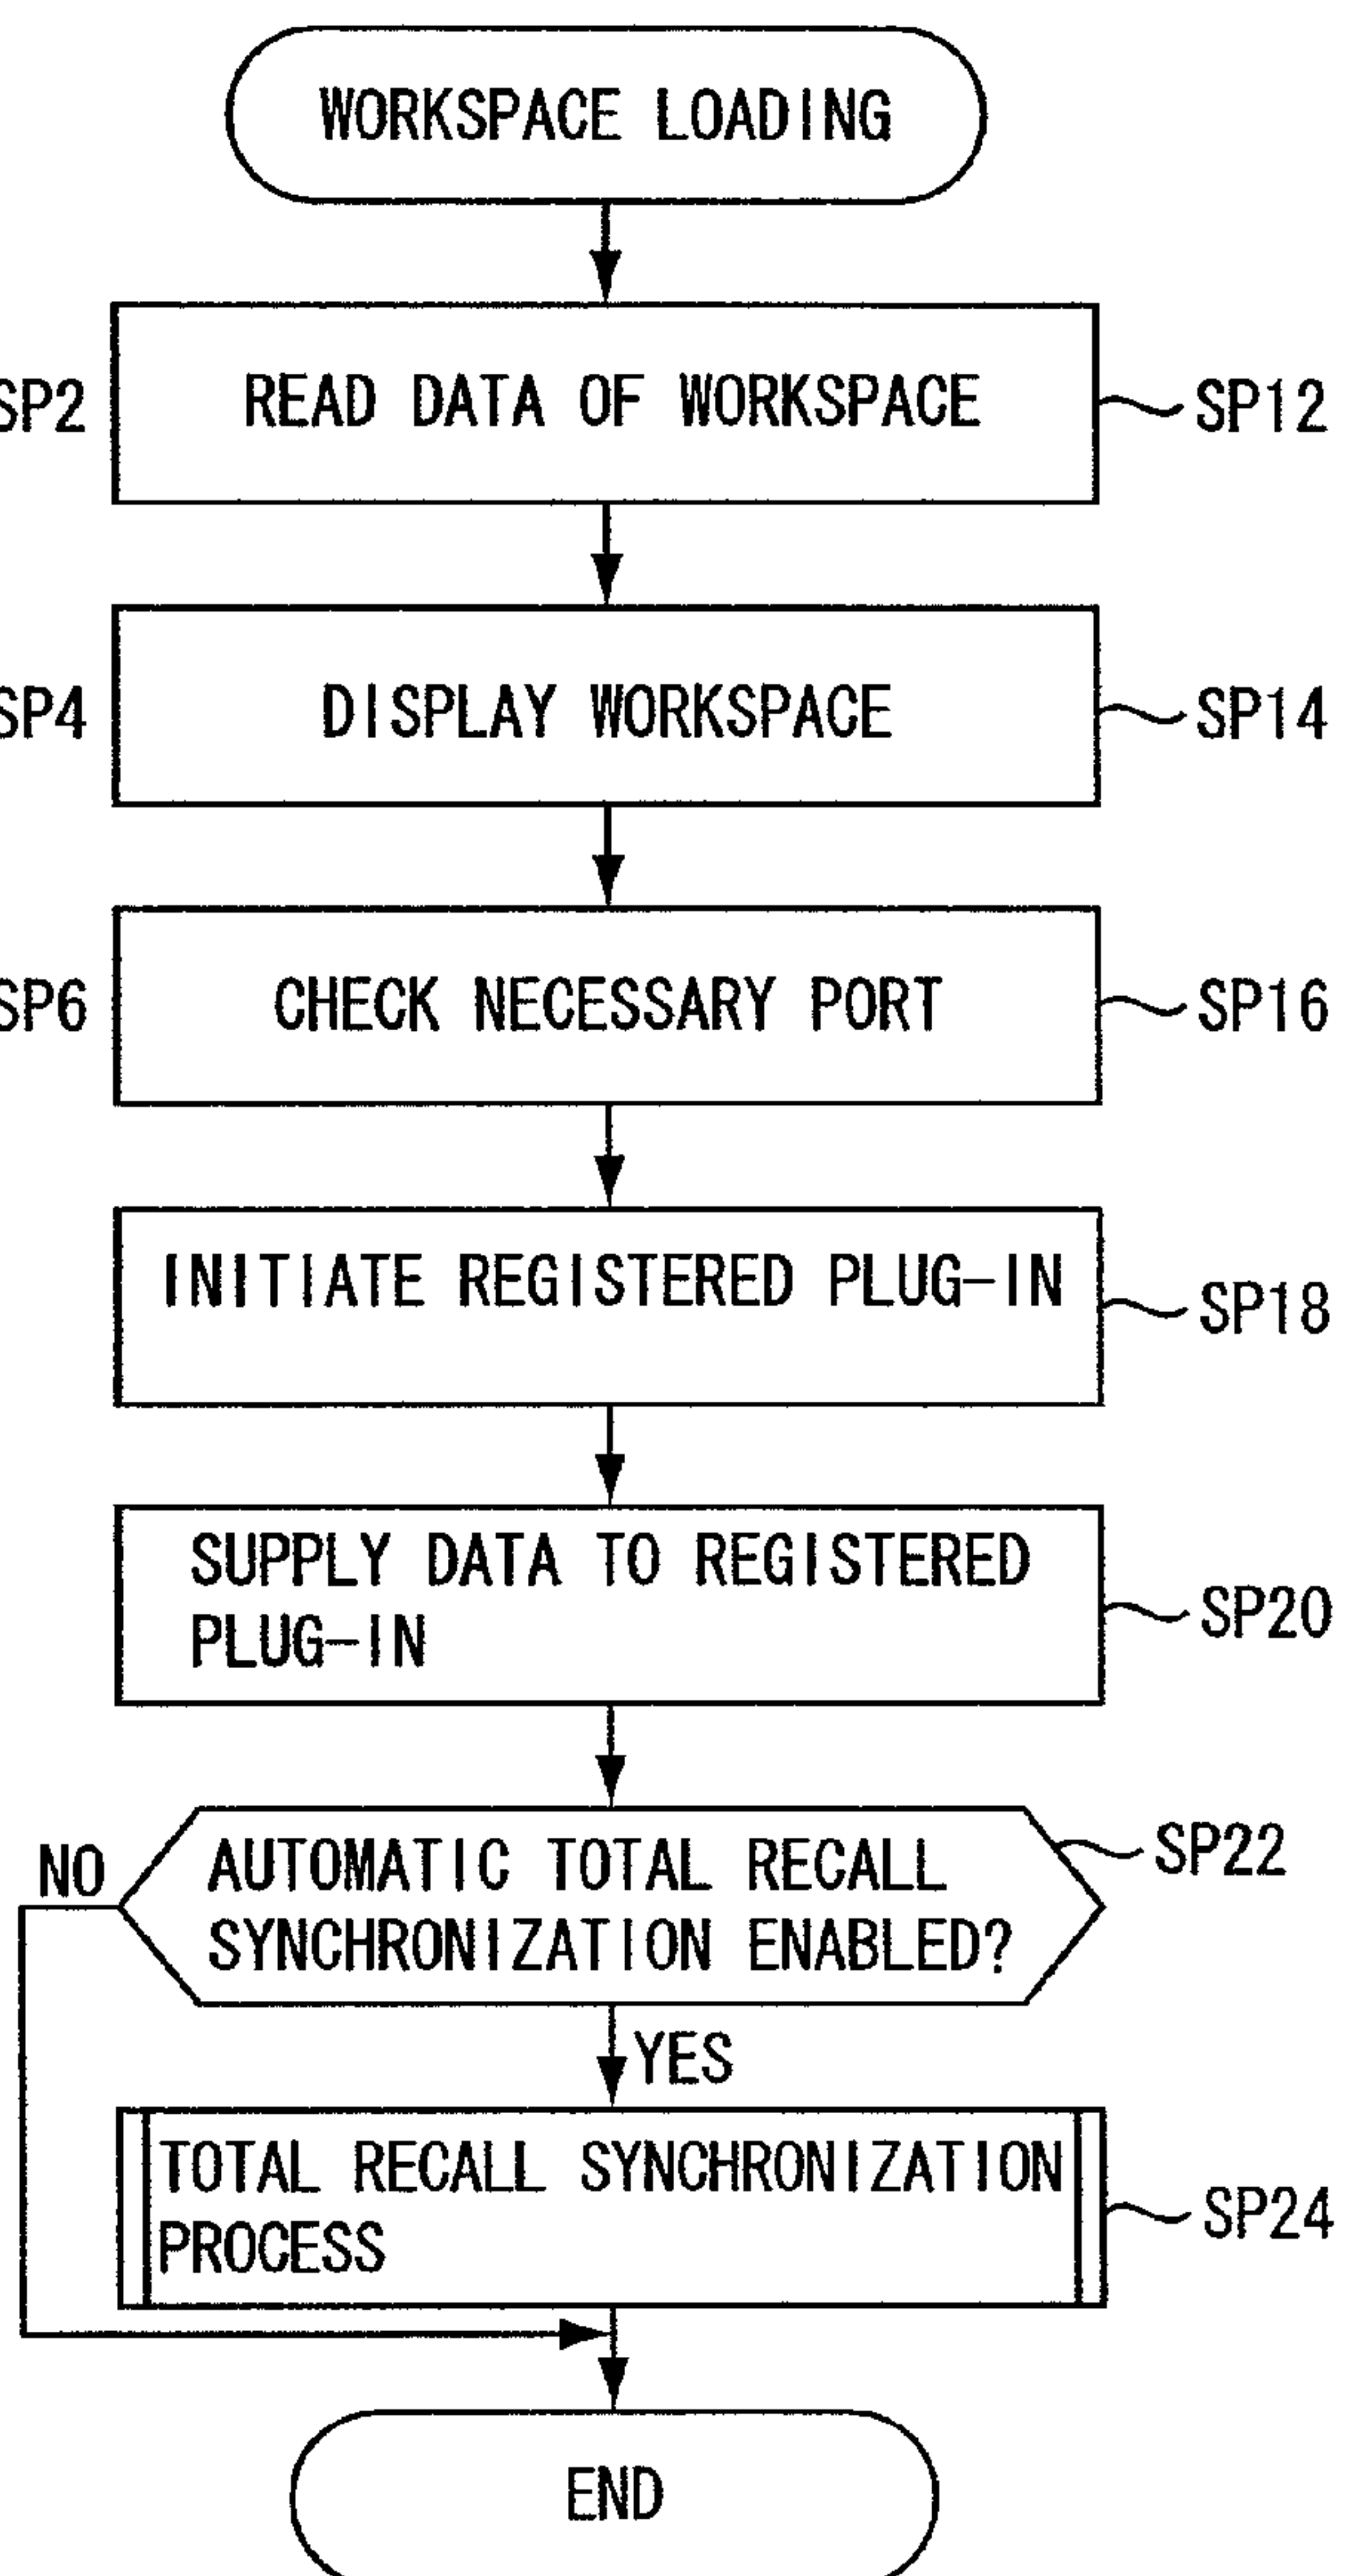 WORKSPACE LOADING
SP2
READ DATA OF WORKSPACE
SP12
SP4
DISPLAY WORKSPACE
SP14
SP6
CHECK NECESSARY PORT
SP16
INITIATE REGISTERED PLUG-IN
SP18
SUPPLY DATA TO REGISTERED
PLUG-IN
SP20
AUTOMATIC TOTAL RECALL
SYNCHRONIZATION ENABLED?
SP22
NO
YES
TOTAL RECALL SYNCHRONIZATION
PROCESS
SP24
END